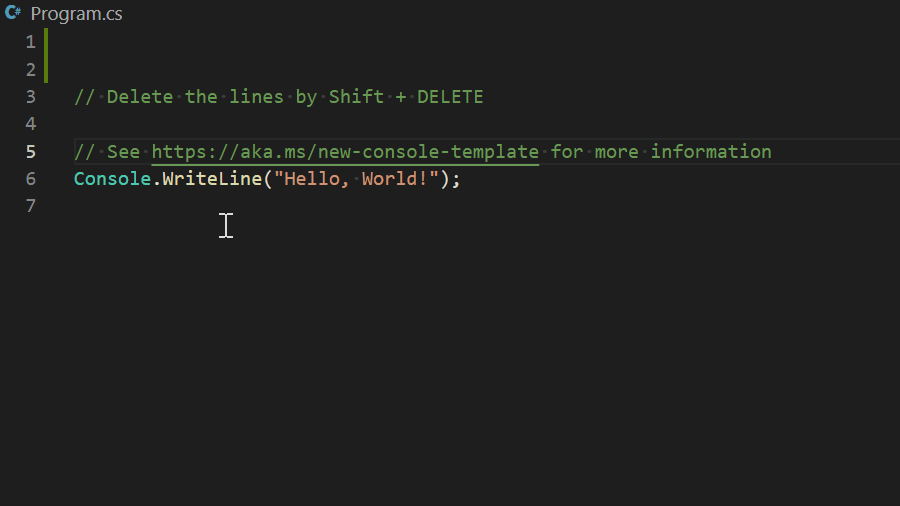 C# Program.cs
1
2
3 // Delete the lines by Shift + DELETE
4
5 // See https://aka.ms/new-console-template for more information
6 Console.WriteLine("Hello, World!");
7